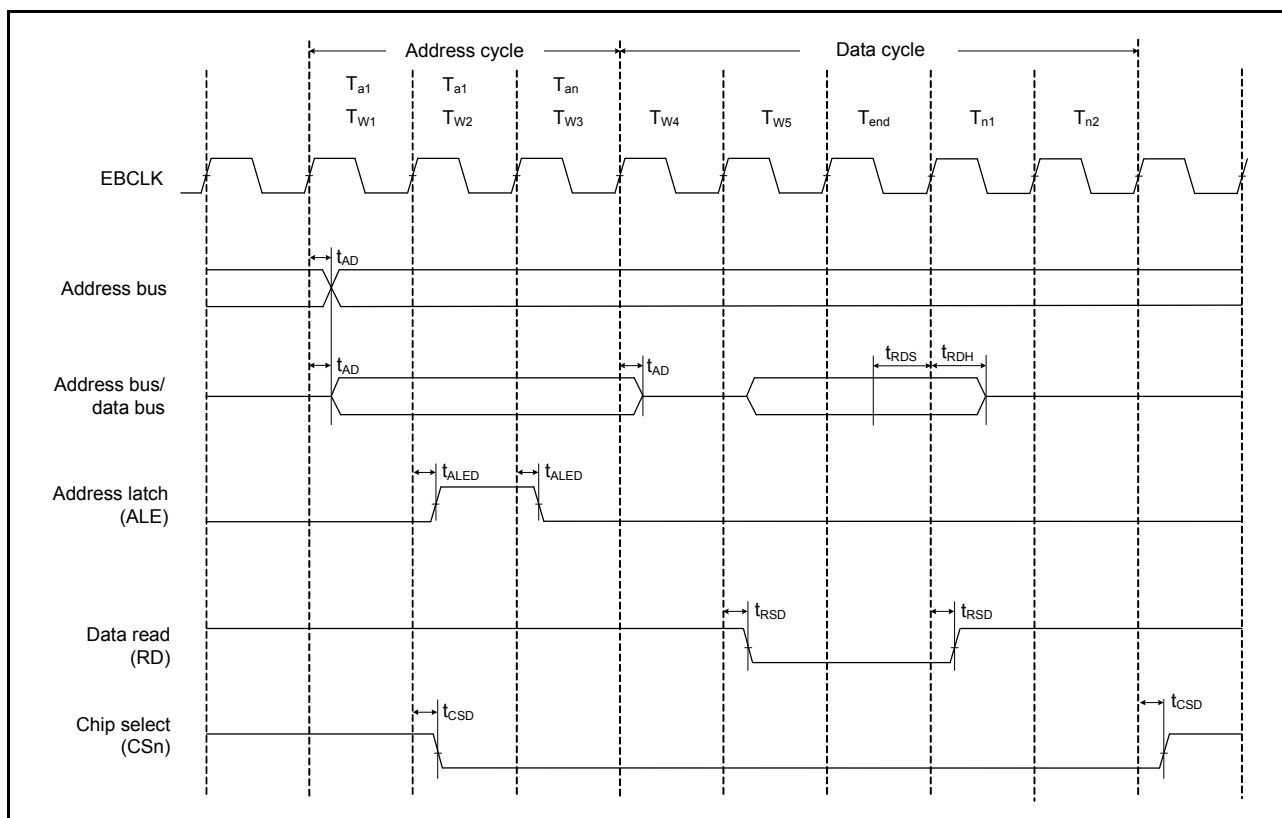 Address cycle
Data cycle
Ta1
Ta1
Tan
TW1
TW2
TW3
TW4
TW5
Tend
Tn1
Tn2
EBCLK
tAD
Address bus
tAD
tAD
tRDS
tRDH
Address bus/
data bus
tALED
tALED
Address latch
(ALE)
tRSD
tRSD
Data read
(RD)
tCSD
tCSD
Chip select
(CSn)